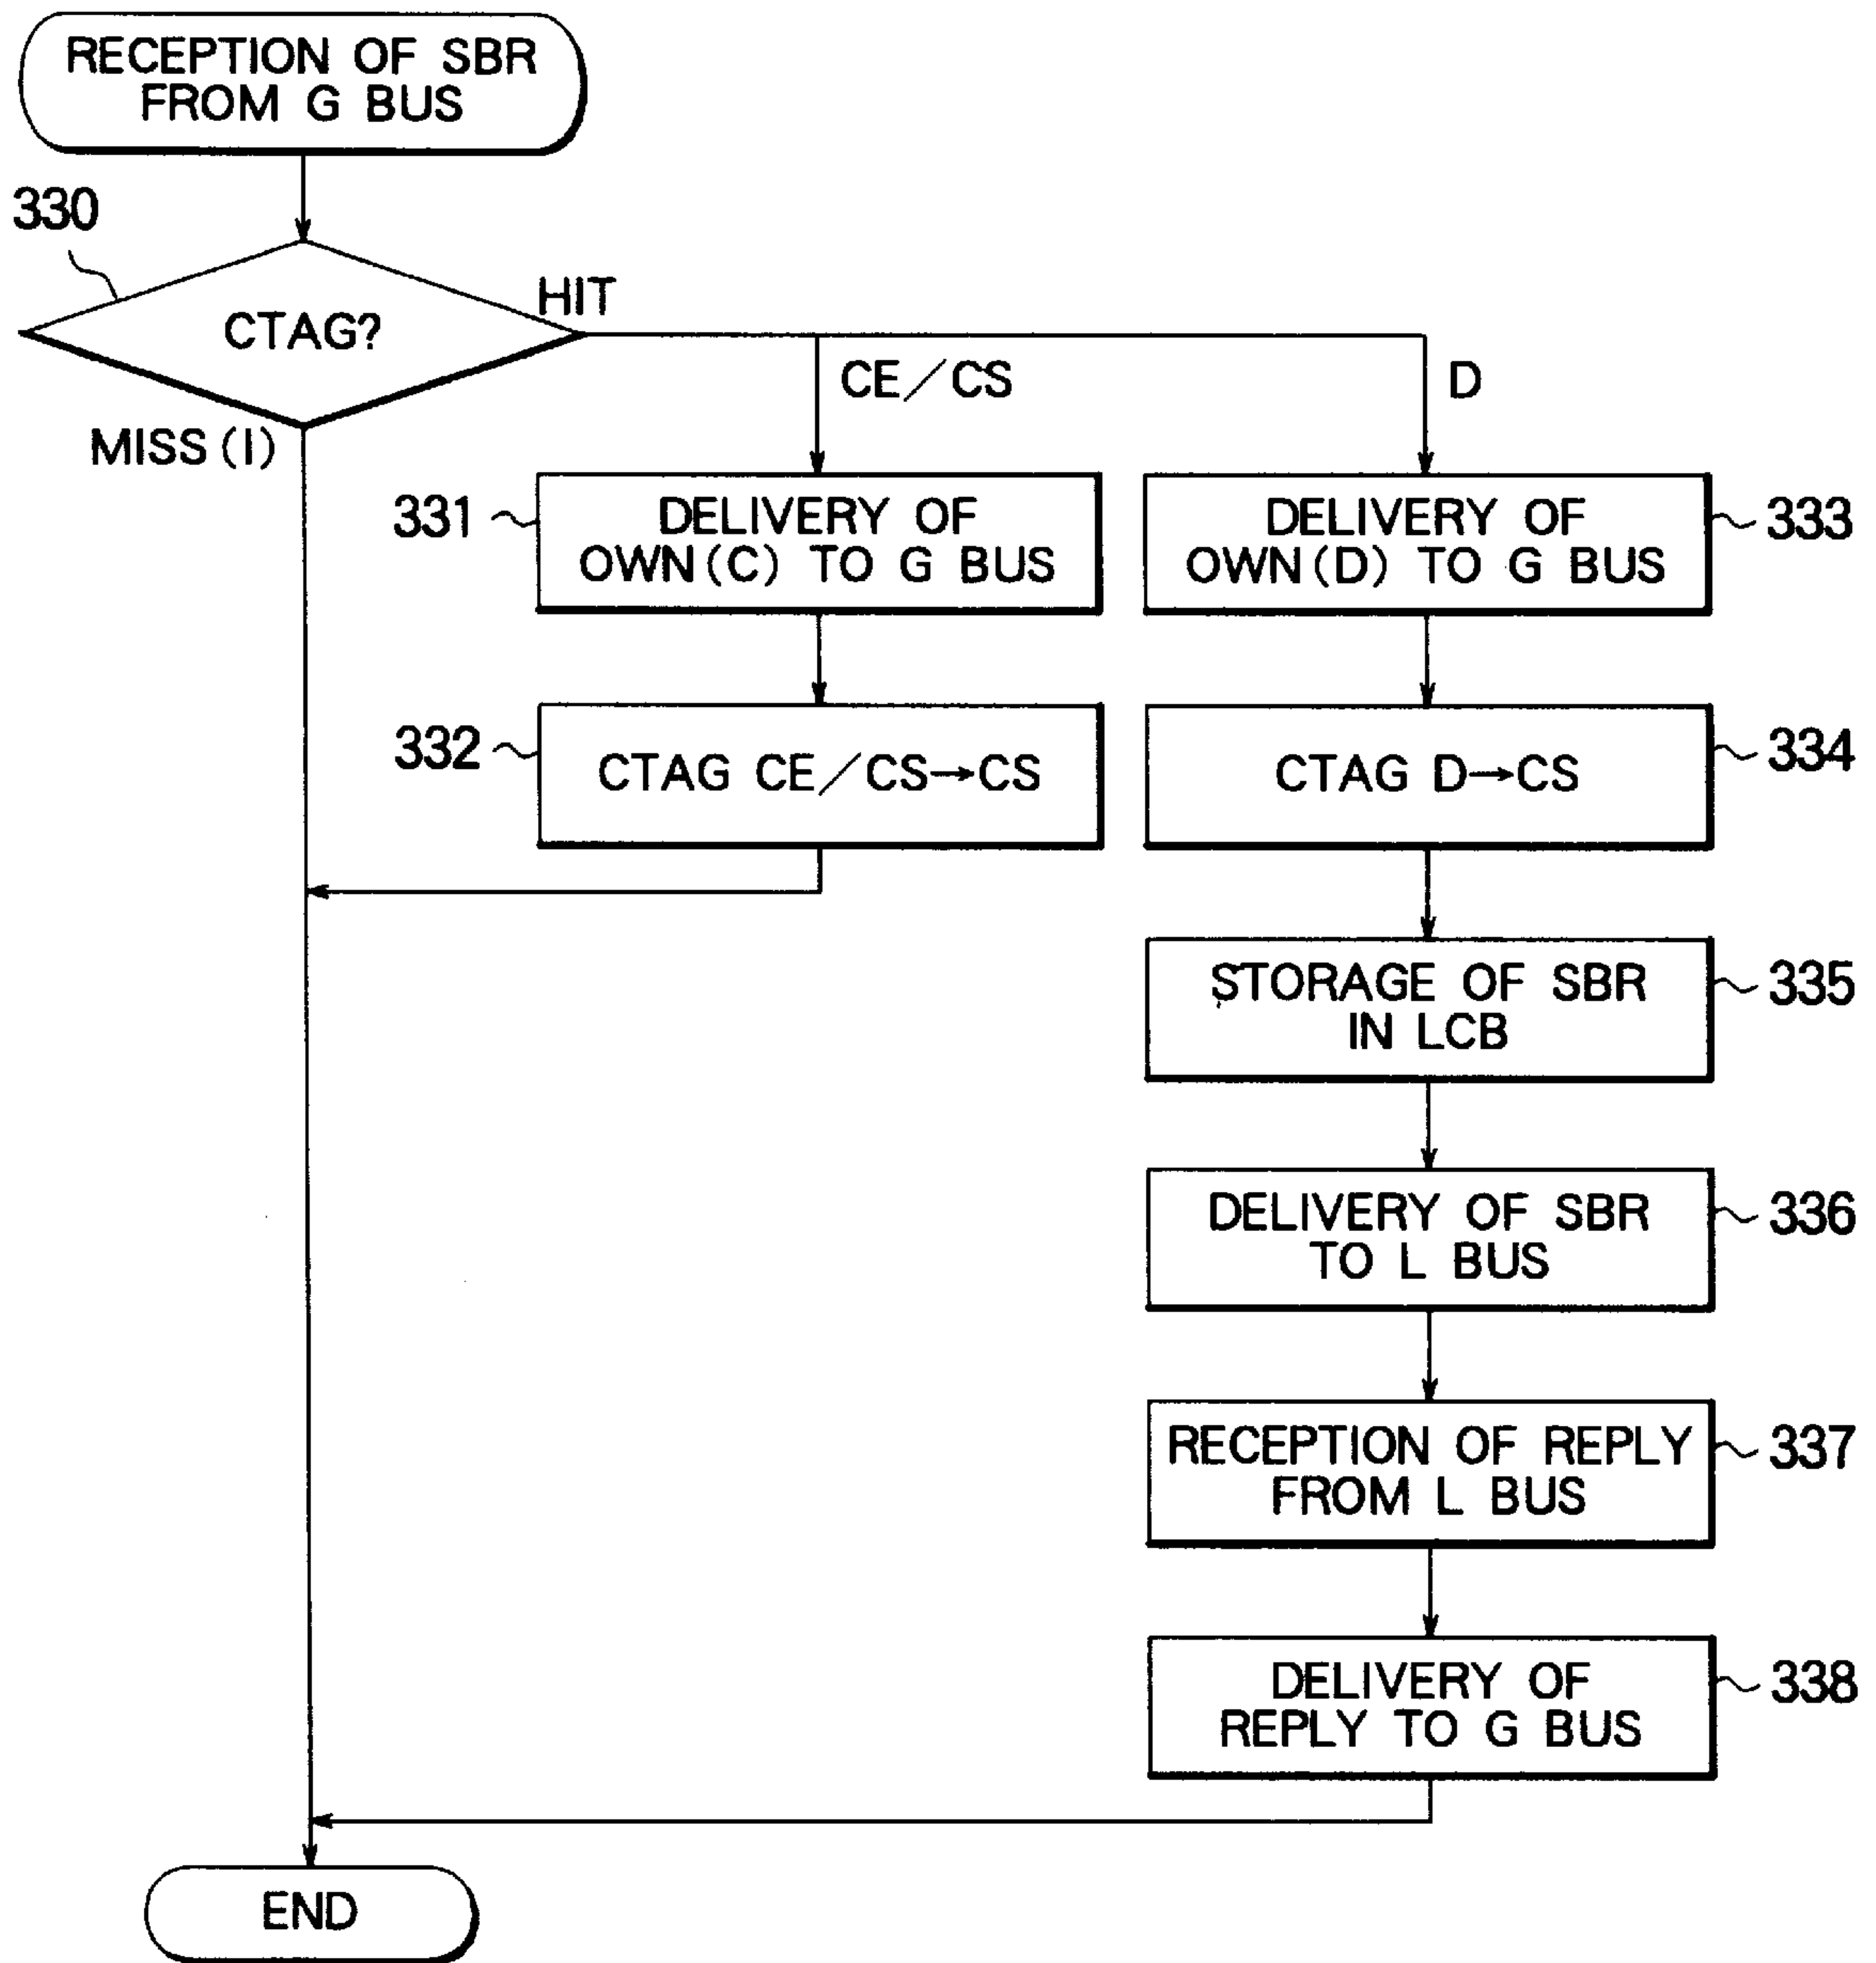 RECEPTION OF SBR
FROM G BUS
330
CTAG?
HIT
MISS(I)
CE/CS
D
331
DELIVERY OF
OWN(C) TO G BUS
DELIVERY OF
OWN(D) TO G BUS
333
332
CTAG CE/CS→CS
CTAG D→CS
334
STORAGE OF SBR
IN LCB
335
DELIVERY OF SBR
TO L BUS
336
RECEPTION OF REPLY
FROM L BUS
337
DELIVERY OF
REPLY TO G BUS
338
END